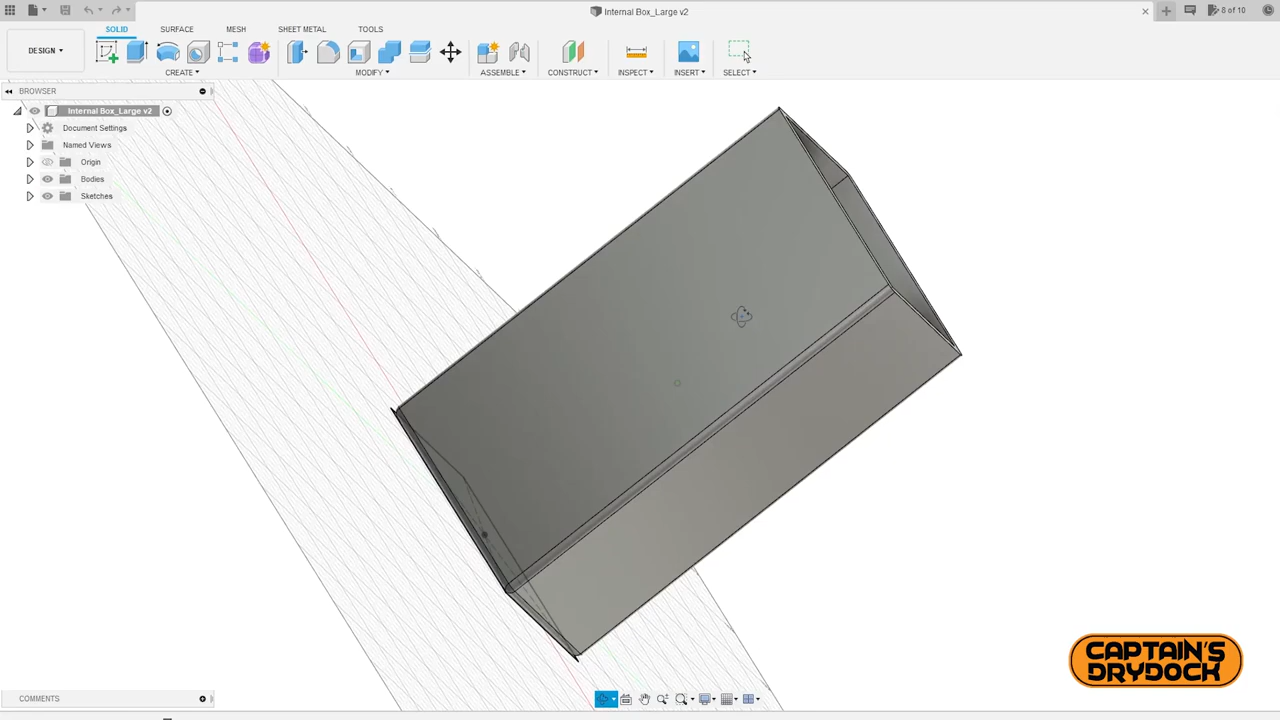 Internal Box_Large v2
8 of 10
SOLID
SURFACE
MESH
SHEET METAL
TOOLS
DESIGN
CREATE
MODIFY
ASSEMBLE
CONSTRUCT
INSPECT
INSERT
SELECT
BROWSER
Internal Box_Large v2
Document Settings
Named Views
Origin
Bodies
Sketches
CAPTAIN'S
DRYDOCK
COMMENTS